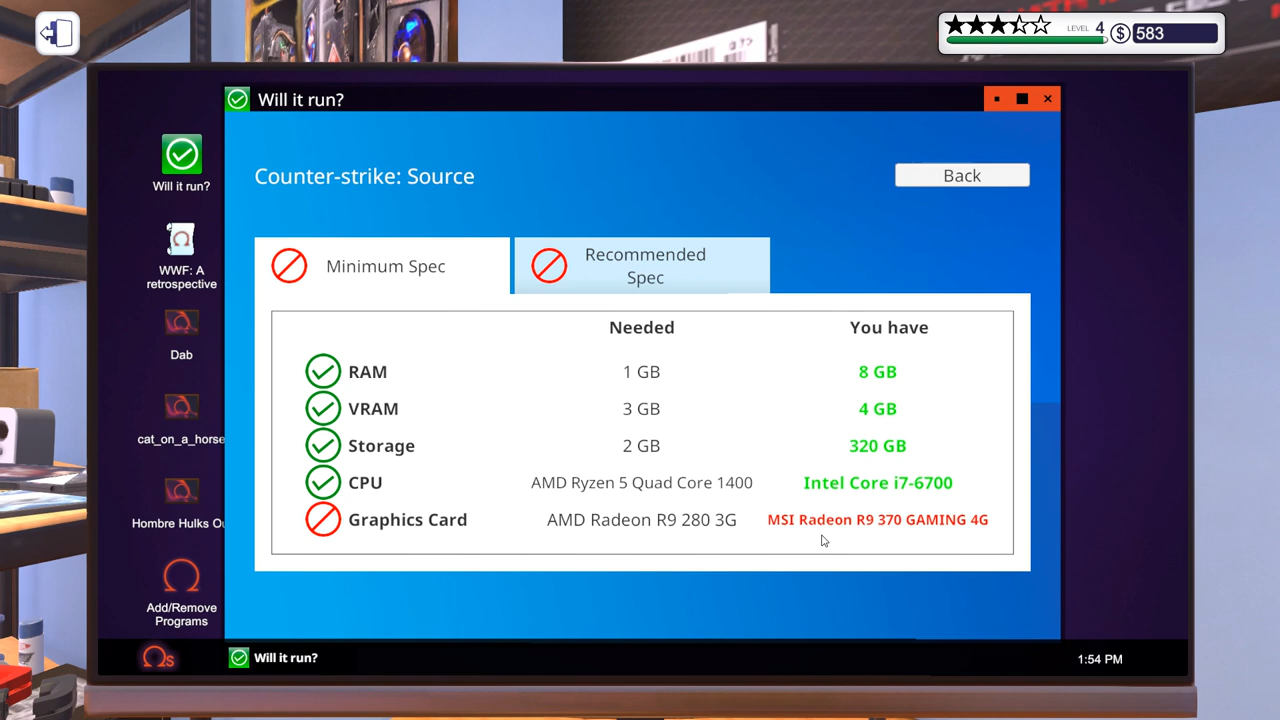 LEVEL 4 $ 583
Will it run?
Will it run?
Counter-strike: Source
Back
WWF: A
retrospective
Minimum Spec
Recommended
Spec
Needed
You have
Dab
RAM
1 GB
8 GB
VRAM
3 GB
4 GB
cat_on_a_horse
Storage
2 GB
320 GB
CPU
AMD Ryzen 5 Quad Core 1400
Intel Core i7-6700
Hombre Hulks Ou
Graphics Card
AMD Radeon R9 280 3G
MSI Radeon R9 370 GAMING 4G
Add/Remove
Programs
Ωs
Will it run?
1:54 PM